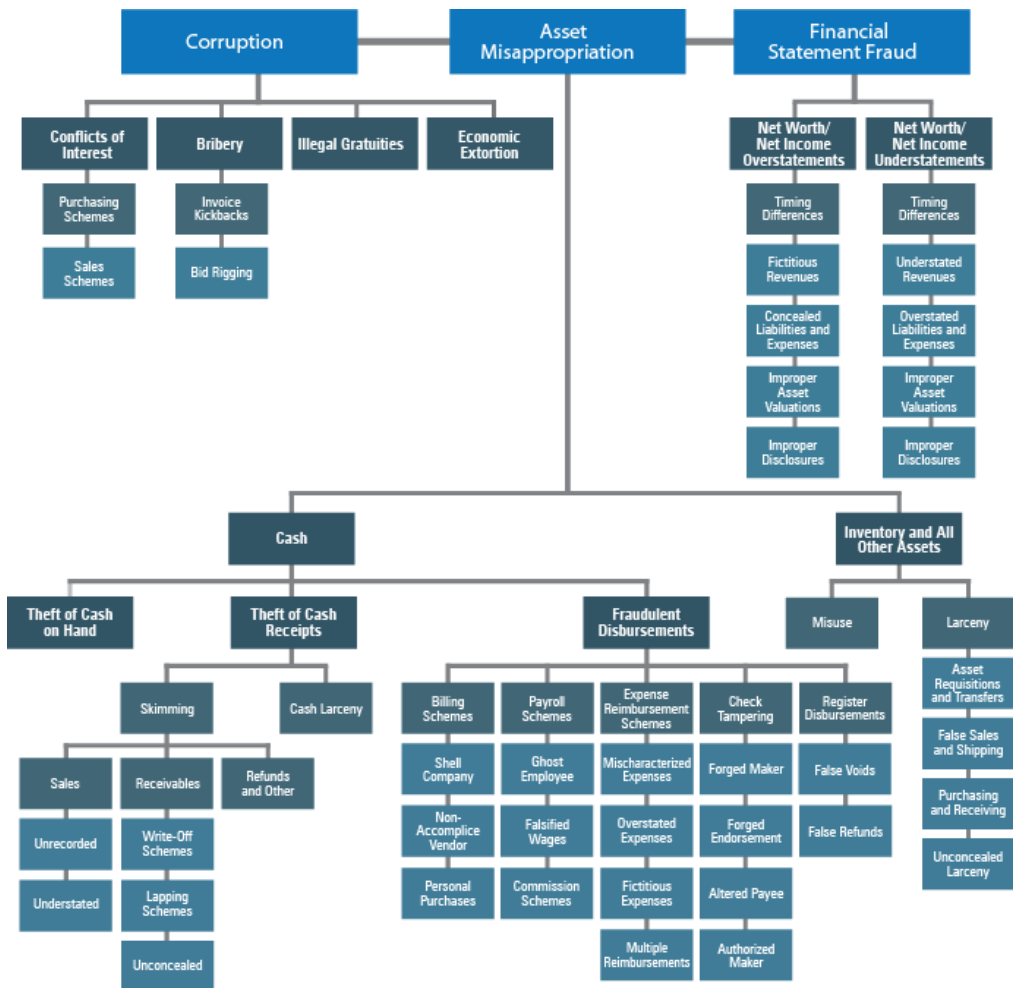 Corruption
Asset
Misappropriation
Financial
Statement Fraud
Conflicts of
Interest
Bribery
Illegal Gratuities
Economic
Extortion
Net Worth/
Net Income
Overstatements
Net Worth/
Net Income
Understatements
Purchasing
Schemes
Invoice
Kickbacks
Timing
Differences
Timing
Differences
Sales
Schemes
Bid Rigging
Fictitious
Revenues
Understated
Revenues
Concealed
Liabilities and
Expenses
Overstated
Liabilities and
Expenses
Improper
Asset
Valuations
Improper
Asset
Valuations
Improper
Disclosures
Improper
Disclosures
Cash
Inventory and All
Other Assets
Theft of Cash
on Hand
Theft of Cash
Receipts
Fraudulent
Disbursements
Misuse
Larceny
Skimming
Cash Larceny
Billing
Schemes
Payroll
Schemes
Expense
Reimbursement
Schemes
Check
Tampering
Register
Disbursements
Asset
Requisitions
and Transfers
Sales
Receivables
Refunds
and Other
Shell
Company
Ghost
Employee
Mischaracterized
Expenses
Forged Maker
False Voids
False Sales
and Shipping
Unrecorded
Write-Off
Schemes
Non-
Accomplice
Vendor
Falsified
Wages
Overstated
Expenses
Forged
Endorsement
False Refunds
Purchasing
and Receiving
Understated
Lapping
Schemes
Personal
Purchases
Commission
Schemes
Fictitious
Expenses
Altered Payee
Unconcealed
Larceny
Unconcealed
Multiple
Reimbursements
Authorized
Maker